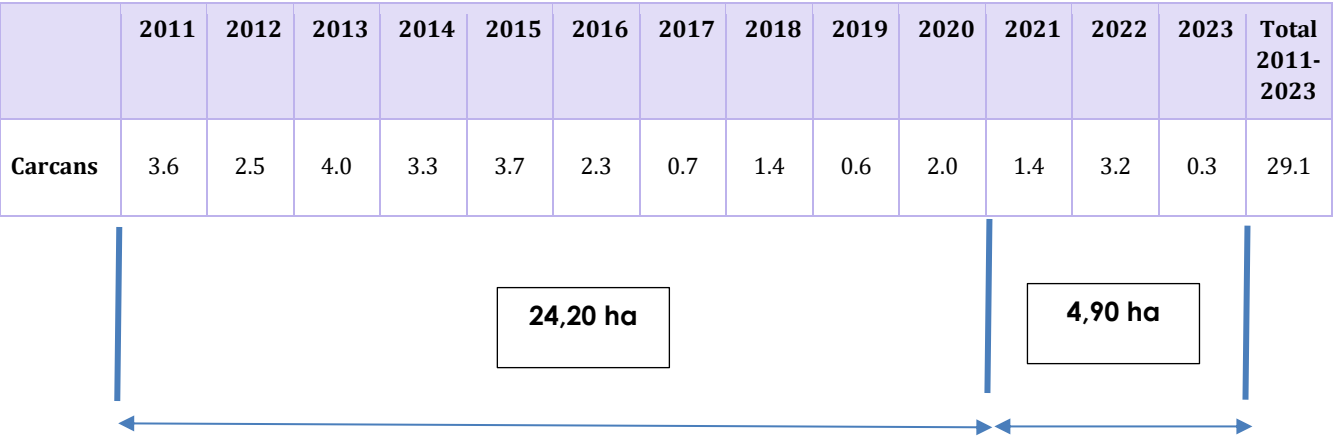 2011 2012 2013 2014 2015 2016 2017 2018 2019 2020 2021 2022 2023 Total
2011-
2023
Carcans 3.6 2.5 4.0 3.3 3.7 2.3 0.7 1.4 0.6 2.0 1.4 3.2 0.3 29.1
24,20 ha 4,90 ha